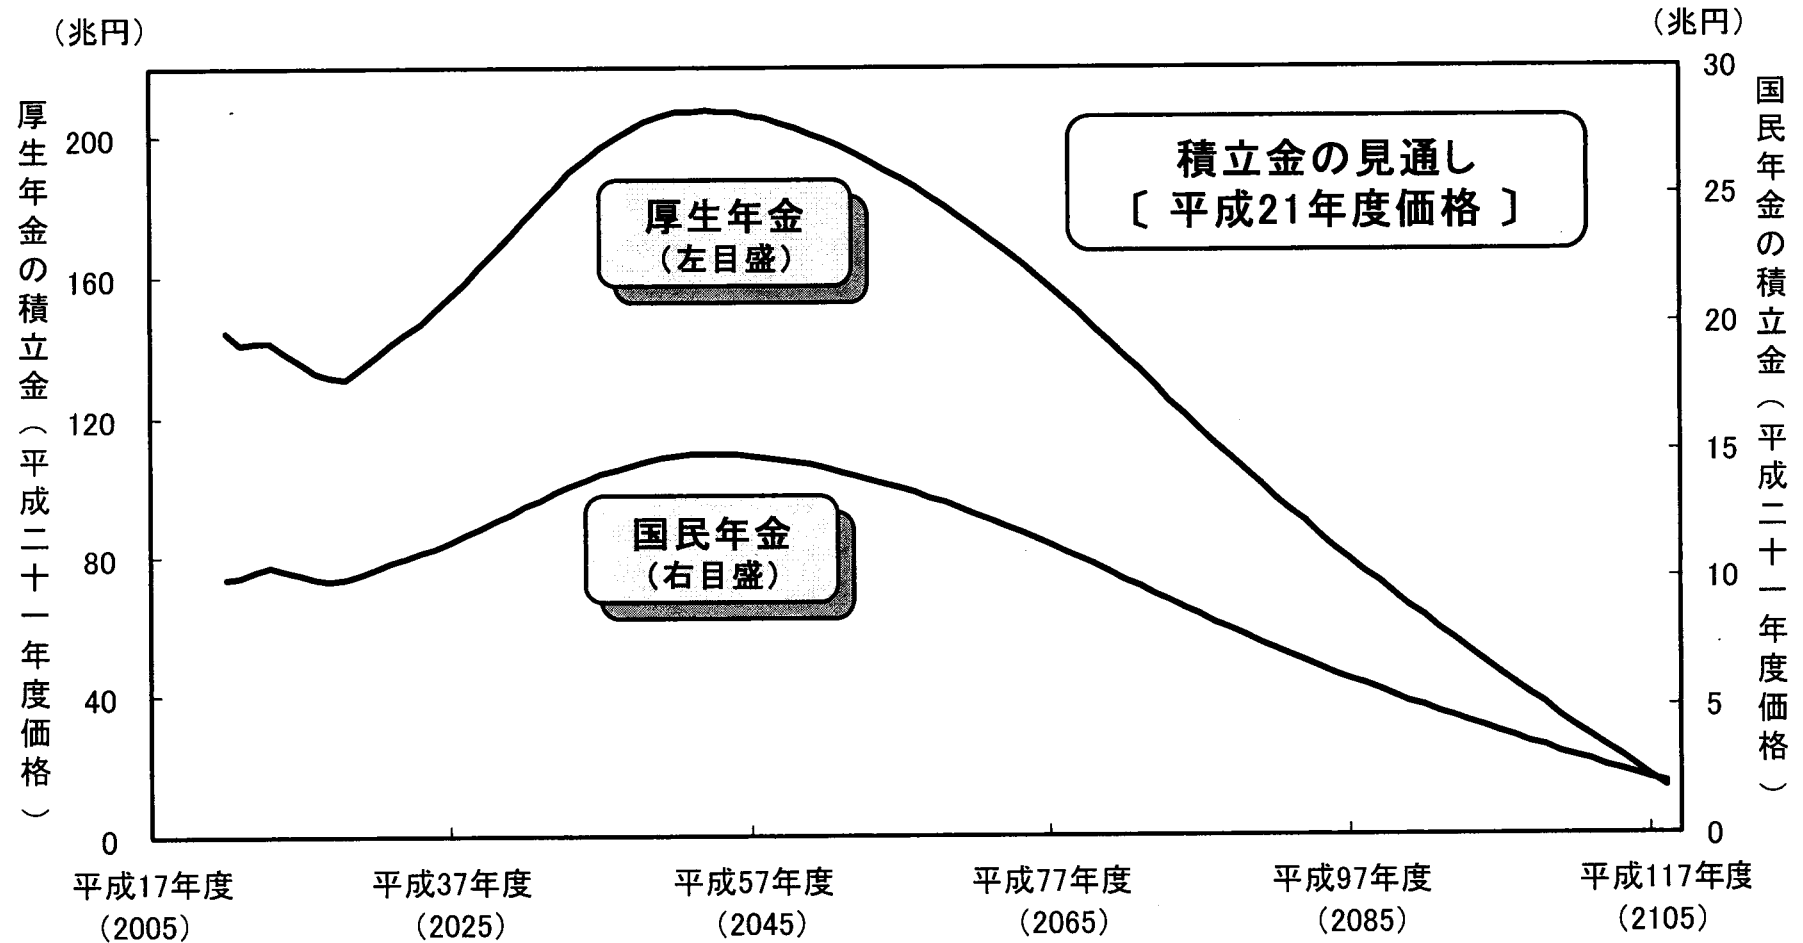 （兆円）
（兆円）
厚生年金の積立金（平成二十一年度価格）
国民年金の積立金（平成二十一年度価格）
積立金の見通し
〔 平成21年度価格 〕
厚生年金
（左目盛）
国民年金
（右目盛）
200
160
120
80
40
0
30
25
20
15
10
5
0
平成17年度
（2005）
平成37年度
（2025）
平成57年度
（2045）
平成77年度
（2065）
平成97年度
（2085）
平成117年度
（2105）